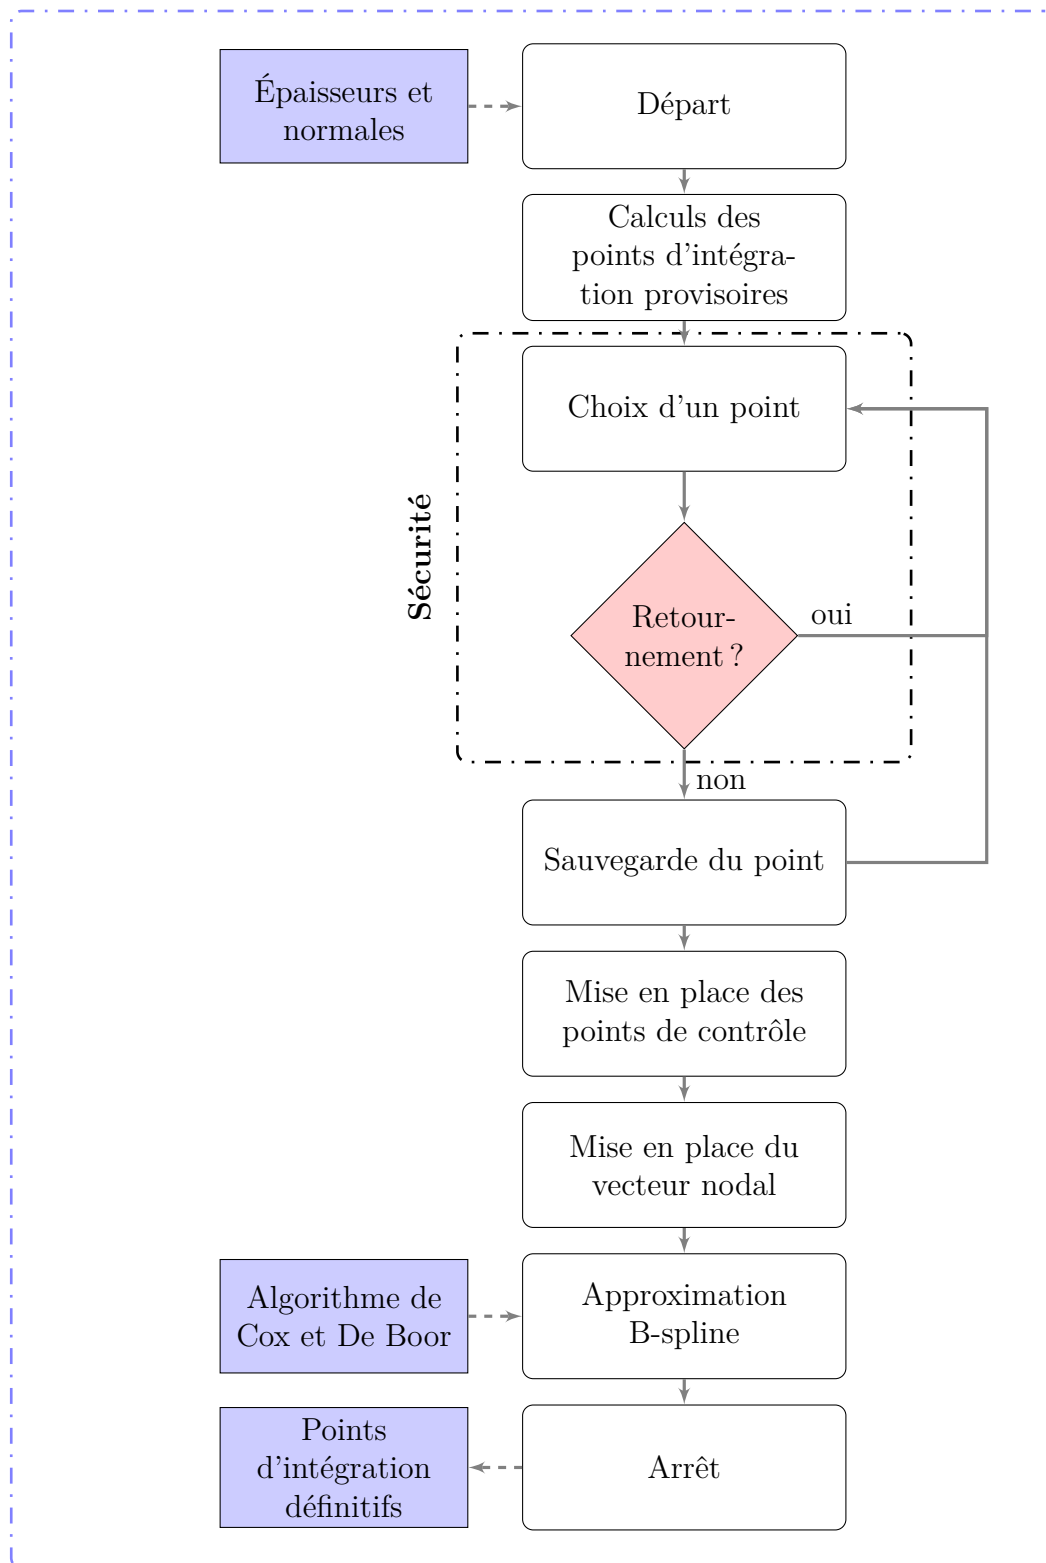 Épaisseurs et
normales
Départ
Calculs des
points d'intégra-
tion provisoires
Choix d'un point
Sécurité
Retour-
nement ?
oui
non
Sauvegarde du point
Mise en place des
points de contrôle
Mise en place du
vecteur nodal
Algorithme de
Cox et De Boor
Approximation
B-spline
Points
d'intégration
définitifs
Arrêt